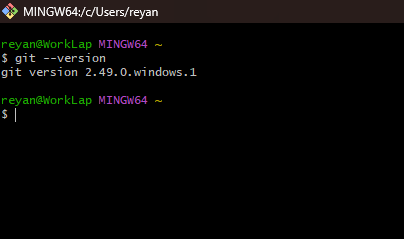 MINGW64:/c/Users/reyan
reyan@WorkLap MINGW64 ~
$ git --version
git version 2.49.0.windows.1
reyan@WorkLap MINGW64 ~
$